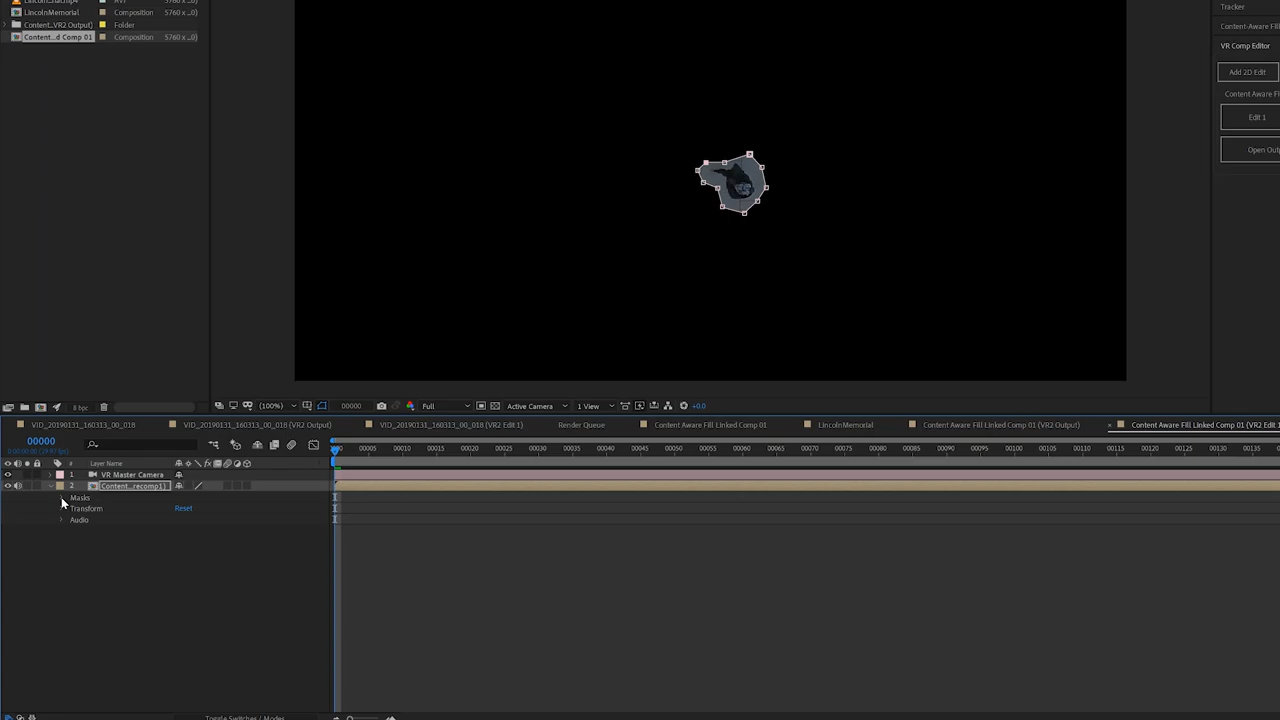 LincolnMemorial Composition 5760 x ...0)
Content..VR2 Output) Folder
Content...d Comp 01 Composition 5760 x ...0)
Tracker
Content-Aware Fil
VR Comp Editor
Add 2D Edit
Content Aware Fi
Edit 1
Open Out
8 bpc
(100%) 00000 Full Active Camera 1 View +0.0
VID_20190131_160313_00_018 VID_20190131_160313_00_018 (VR2 Output) VID_20190131_160313_00_018 (VR2 Edit 1) Render Queue Content Aware Fill Linked Comp 01 LincolnMemorial Content Aware Fill Linked Comp 01 (VR2 Output) Content Aware Fill Linked Comp 01 (VR2 Edit 1
00000
00005 00010 00015 00020 00025 00030 00035 00040 00045 00050 00055 00060 00065 00070 00075 00080 00085 00090 00095 00100 00105 00110 00115 00120 00125 00130 00135
# Layer Name
1 VR Master Camera
2 Content...recomp1]
Masks
Transform Reset
Audio
Toggle Switches / Modes